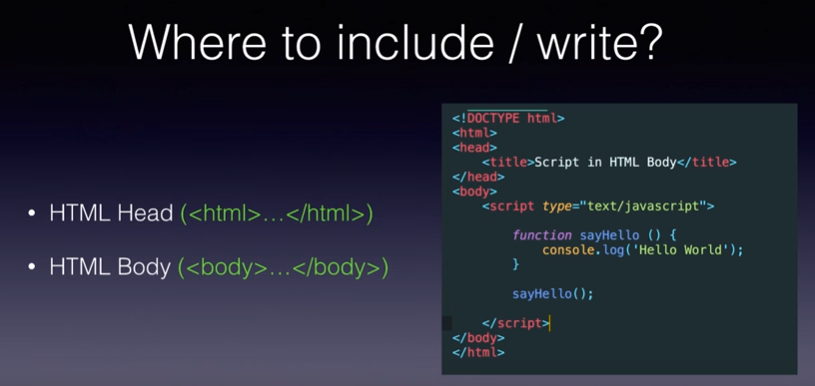 Where to include / write?
• HTML Head (<html>...</html>)
• HTML Body (<body>...</body>)
<!DOCTYPE html>
<html>
<head>
    <title>Script in HTML Body</title>
</head>
<body>
    <script type="text/javascript">
        function sayHello () {
            console.log('Hello World');
        }
        sayHello();
    </script>
</body>
</html>